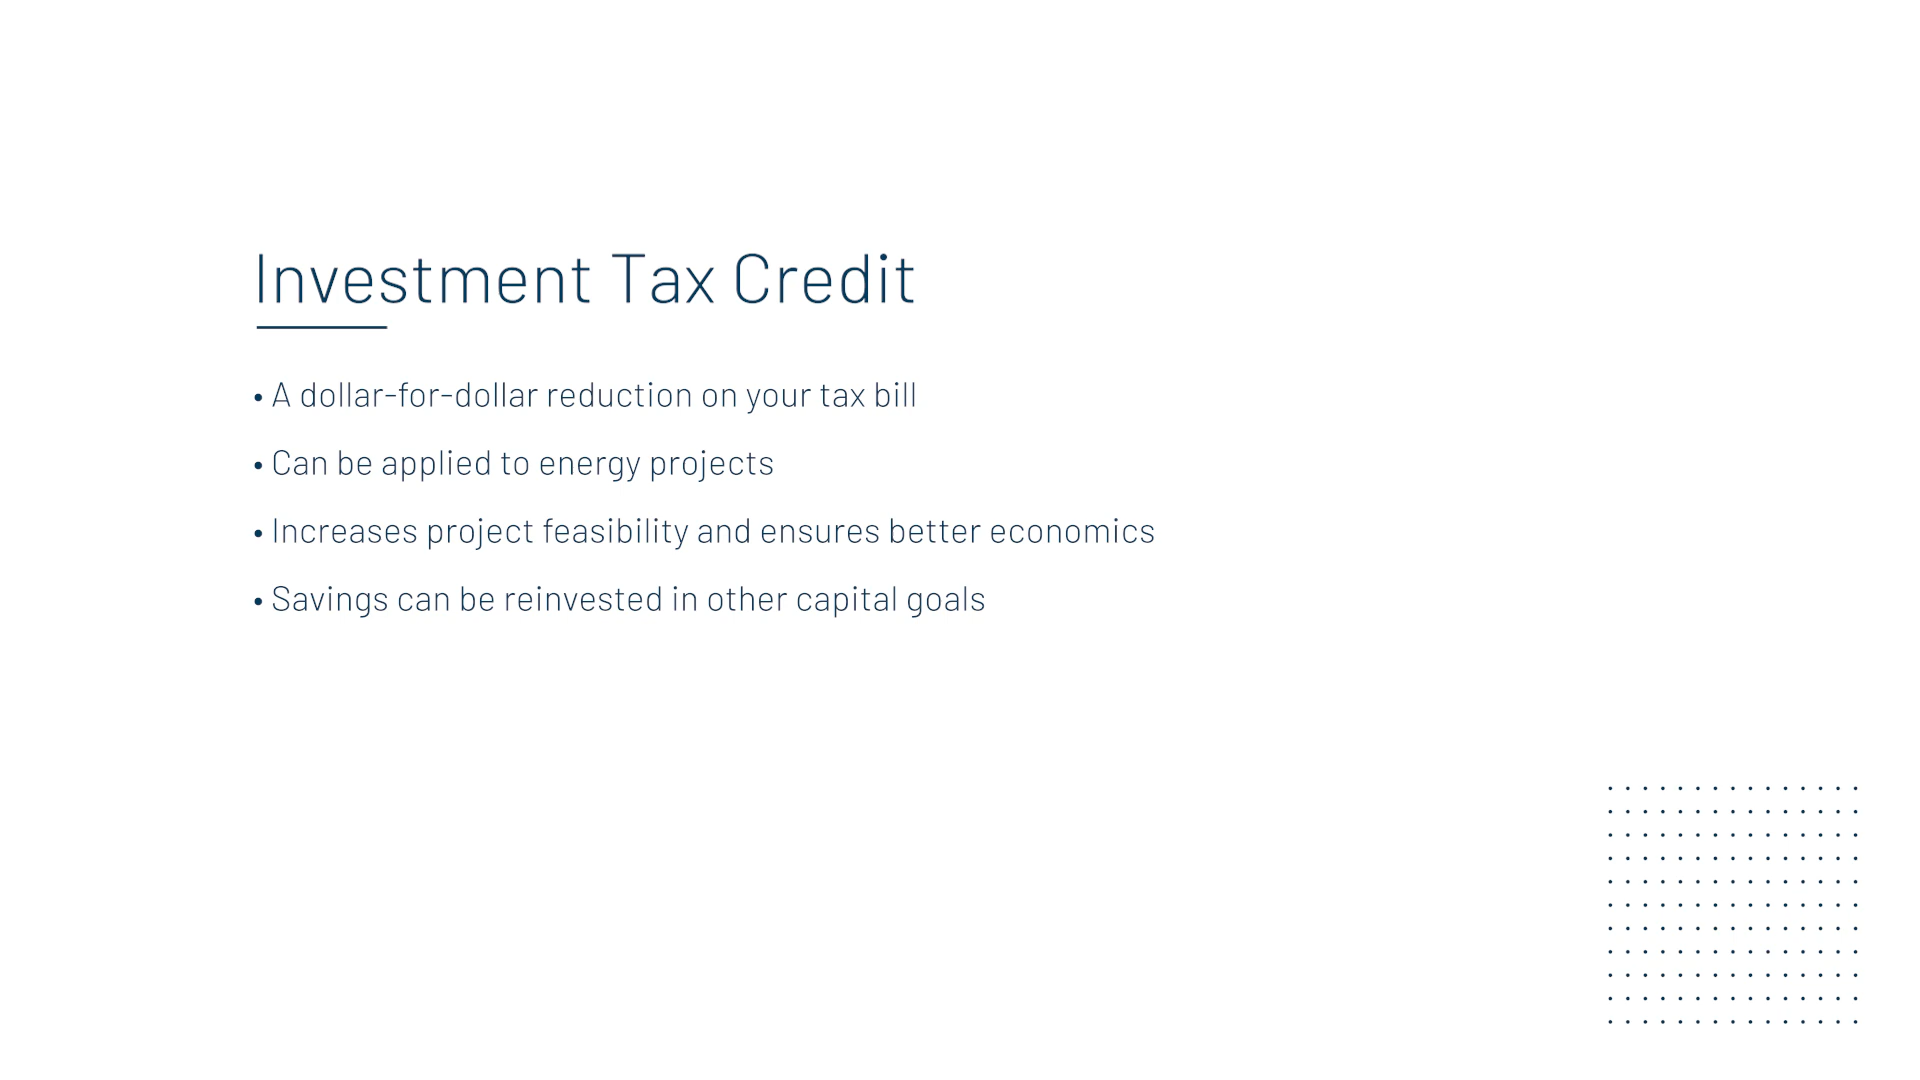 Investment Tax Credit
• A dollar-for-dollar reduction on your tax bill
• Can be applied to energy projects
• Increases project feasibility and ensures better economics
• Savings can be reinvested in other capital goals